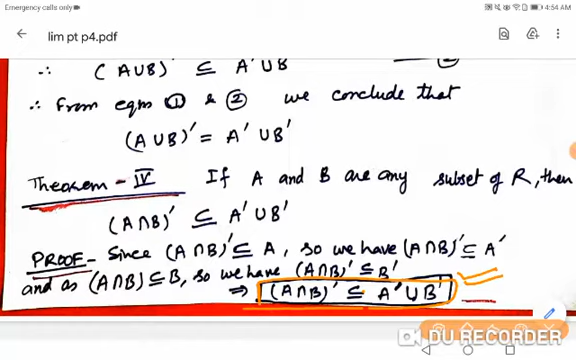 Emergency calls only
4:54 AM
lim pt p4.pdf
∴ (A∪B)′ ⊆ A′ ∪ B′
∴ From eqns ① & ② we conclude that
(A ∪ B)′ = A′ ∪ B′
Theorem - IV If A and B are any subset of R, then
(A∩B)′ ⊆ A′ ∪ B′
PROOF - Since (A∩B)′ ⊆ A, so we have (A∩B)′ ⊆ A′
and as (A∩B) ⊆ B, so we have (A∩B)′ ⊆ B′
⇒ (A∩B)′ ⊆ A′ ∪ B′
DU RECORDER